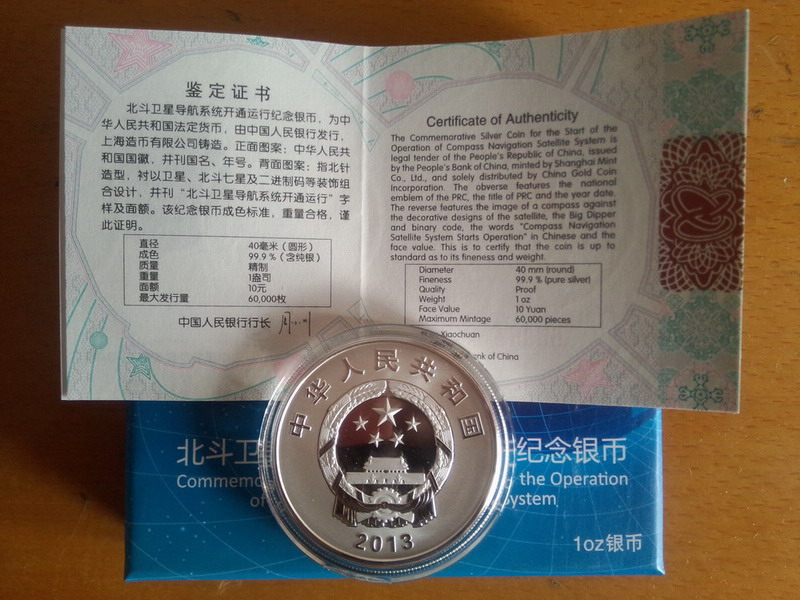 鉴定证书
北斗卫星导航系统开通运行纪念银币，为中
华人民共和国法定货币，由中国人民银行发行，
上海造币有限公司铸造。正面图案：中华人民共
和国国徽，并刊国名、年号。背面图案：指北针
造型，衬以卫星、北斗七星及二进制码等装饰组
合设计，并刊“北斗卫星导航系统开通运行”字
样及面额。该纪念银币成色标准，重量合格，谨
此证明。
直径 40毫米（圆形）
成色 99.9％（含纯银）
质量 精制
重量 1盎司
面额 10元
最大发行量 60,000枚
中国人民银行行长
Certificate of Authenticity
The Commemorative Silver Coin for the Start of the
Operation of Compass Navigation Satellite System is
legal tender of the People's Republic of China, issued
by the People's Bank of China, minted by Shanghai Mint
Co., Ltd., and solely distributed by China Gold Coin
Incorporation. The obverse features the national
emblem of the PRC, the title of PRC and the year date.
The reverse features the image of a compass against
the decorative designs of the satellite, the Big Dipper
and binary code, the words "Compass Navigation
Satellite System Starts Operation" in Chinese and the
face value. This is to certify that the coin is up to
standard as to its fineness and weight.
Diameter 40 mm (round)
Fineness 99.9 % (pure silver)
Quality Proof
Weight 1 oz
Face Value 10 Yuan
Maximum Mintage 60,000 pieces
Xiaochuan
Bank of China
中华人民共和国
2013
北斗卫 纪念银币
Commemo the Operation
of System
1oz银币